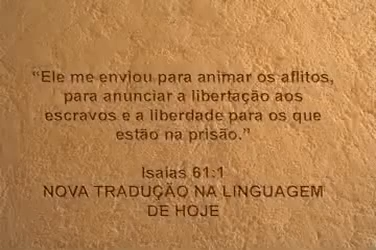 “Ele me enviou para animar os aflitos,
para anunciar a libertação aos
escravos e a liberdade para os que
estão na prisão.”
Isaías 61:1
NOVA TRADUÇÃO NA LINGUAGEM
DE HOJE